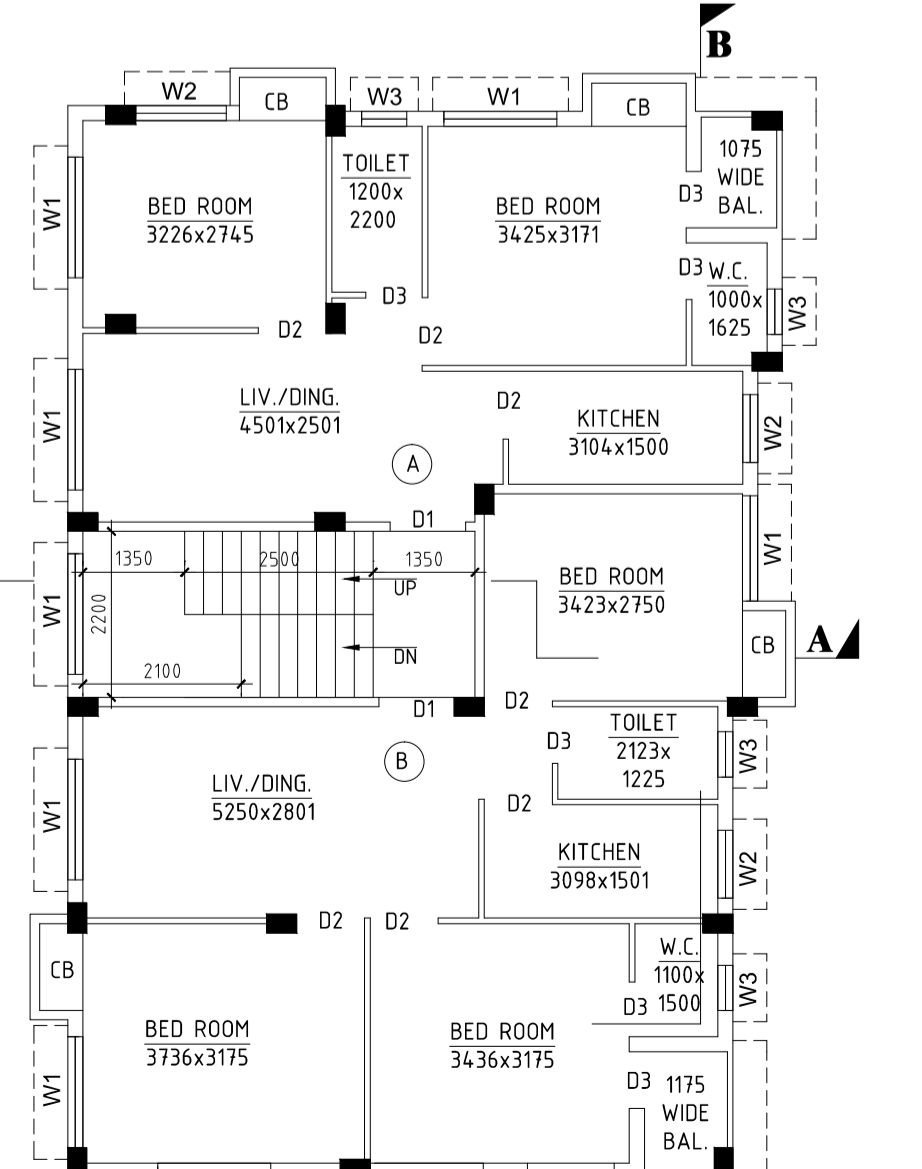 B
W2
CB
W3
W1
CB
TOILET
1200x
2200
1075
WIDE
BAL.
D3
W1
BED ROOM
3226x2745
BED ROOM
3425x3171
D3
D3
W.C.
1000x
1625
W3
D2
D2
W1
LIV./DING.
4501x2501
D2
KITCHEN
3104x1500
W2
A
D1
W1
1350
2500
1350
UP
2200
DN
2100
BED ROOM
3423x2750
W1
CB
A
D1
D2
TOILET
2123x
1225
D3
W3
B
W1
LIV./DING.
5250x2801
D2
KITCHEN
3098x1501
W2
D2
D2
CB
W.C.
1100x
1500
D3
W3
BED ROOM
3736x3175
BED ROOM
3436x3175
W1
D3
1175
WIDE
BAL.